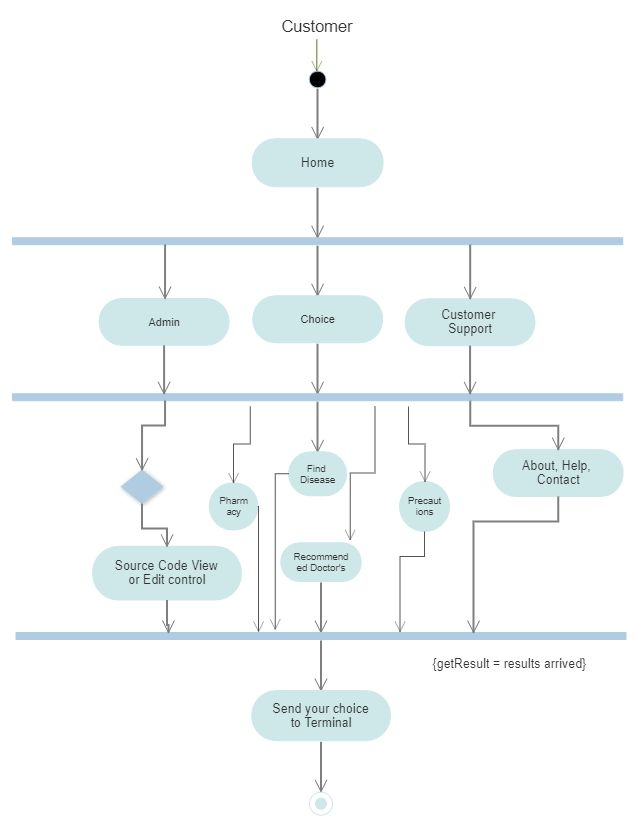 Customer
Home
Admin
Choice
Customer
Support
Find
Disease
About, Help,
Contact
Pharm
acy
Precaut
ions
Source Code View
or Edit control
Recommend
ed Doctor's
{getResult = results arrived}
Send your choice
to Terminal